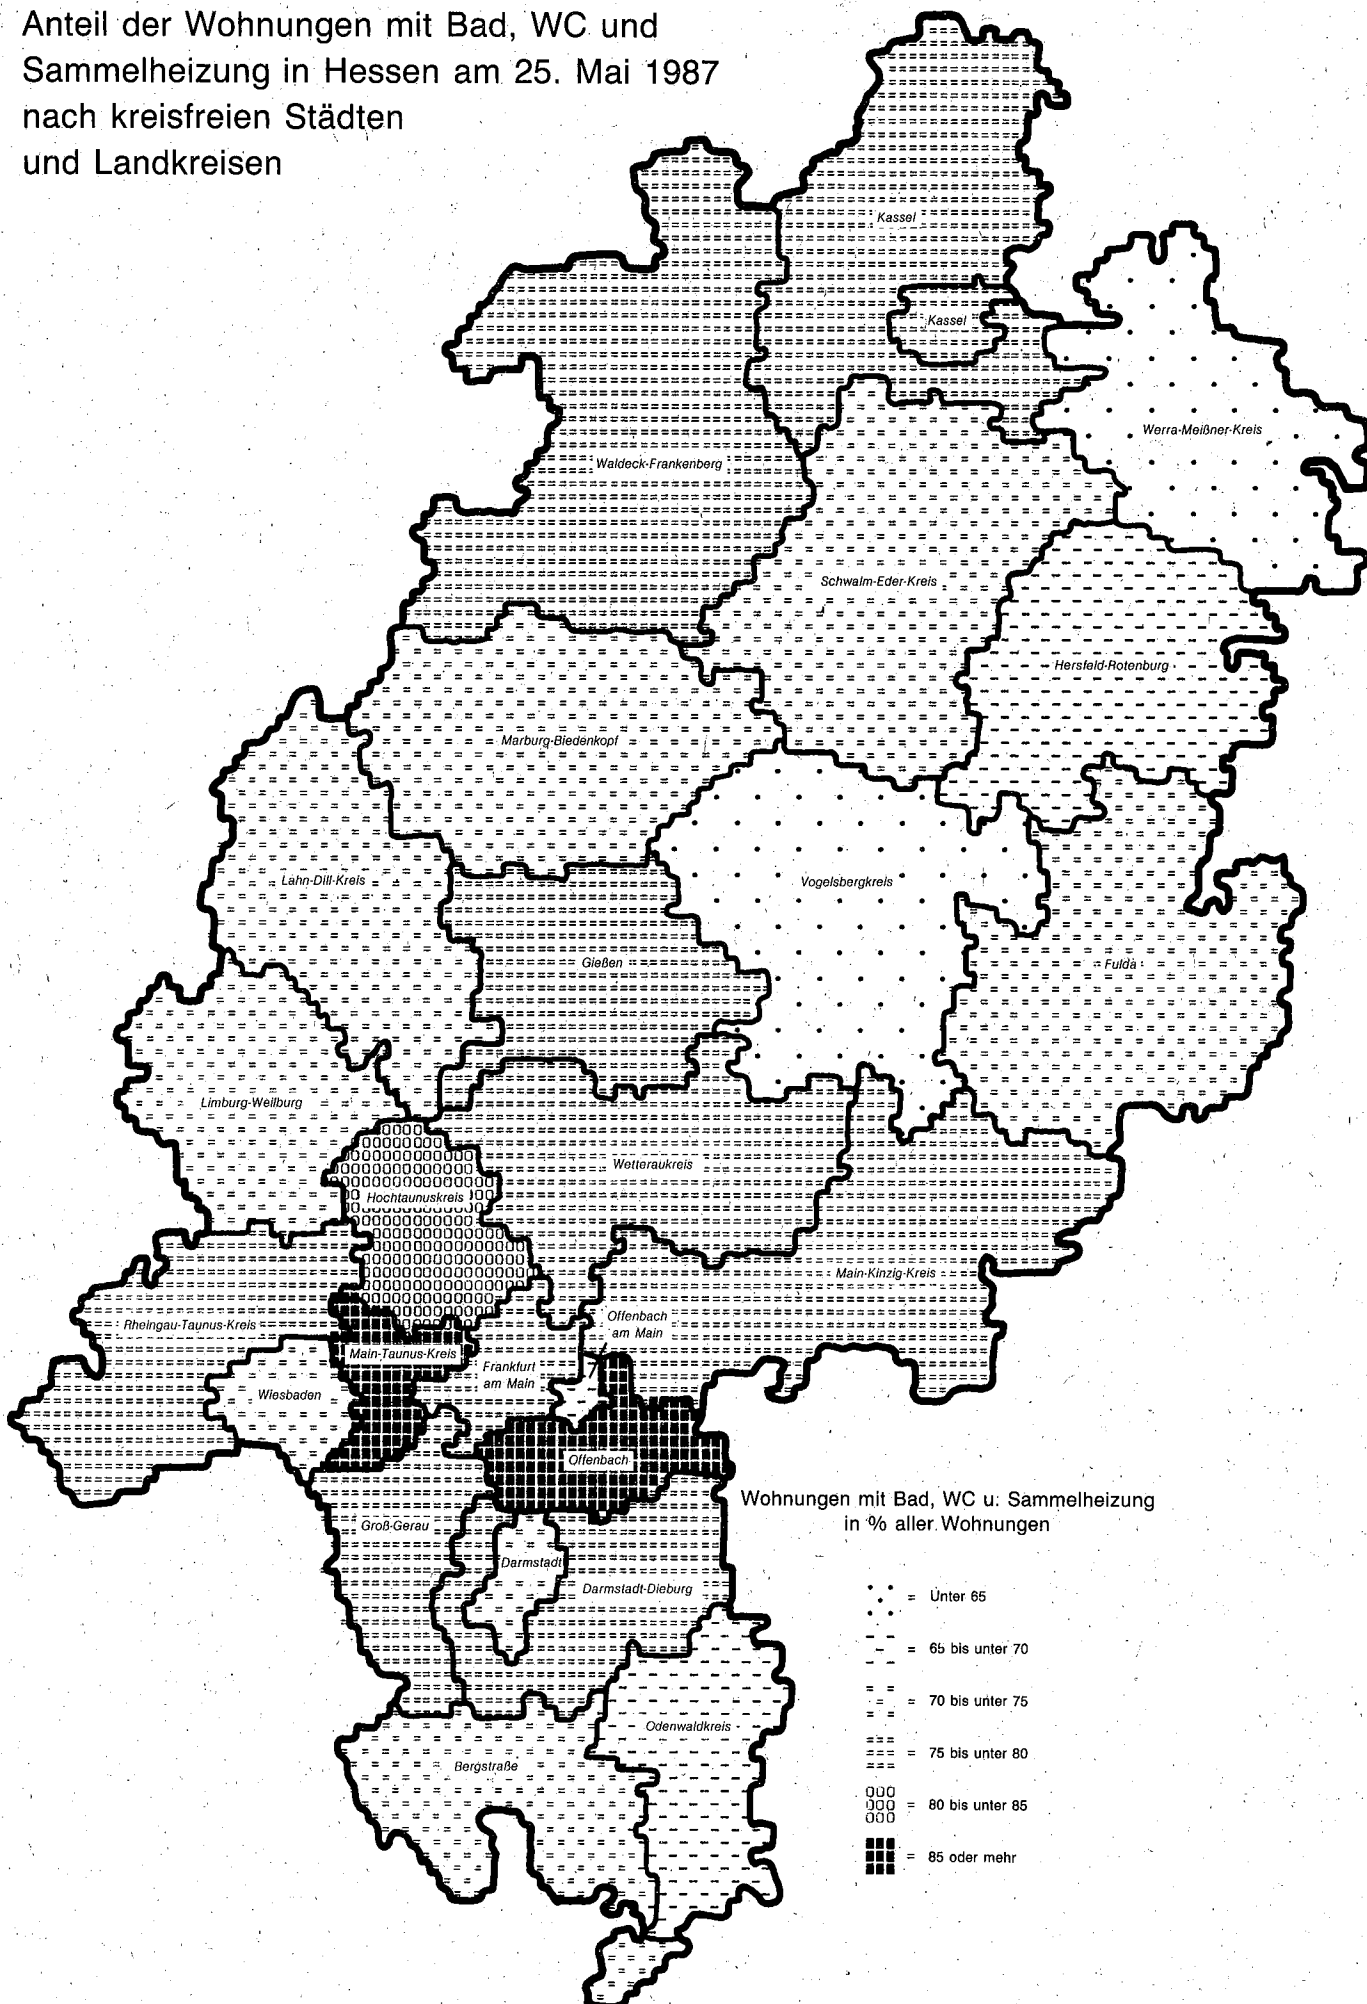 Anteil der Wohnungen mit Bad, WC und
Sammelheizung in Hessen am 25. Mai 1987
nach kreisfreien Städten
und Landkreisen
Kassel
Kassel
Werra-Meißner-Kreis
Waldeck-Frankenberg
Schwalm-Eder-Kreis
Hersfeld-Rotenburg
Marburg-Biedenkopf
Lahn-Dill-Kreis
Vogelsbergkreis
Gießen
Fulda
Limburg-Weilburg
Wetteraukreis
Hochtaunuskreis
Main-Kinzig-Kreis
Rheingau-Taunus-Kreis
Offenbach
am Main
Main-Taunus-Kreis
Frankfurt
am Main
Wiesbaden
Offenbach
Groß-Gerau
Darmstadt
Darmstadt-Dieburg
Odenwaldkreis
Bergstraße
Wohnungen mit Bad, WC u. Sammelheizung
in % aller Wohnungen
= Unter 65
= 65 bis unter 70
= 70 bis unter 75
= 75 bis unter 80
= 80 bis unter 85
= 85 oder mehr